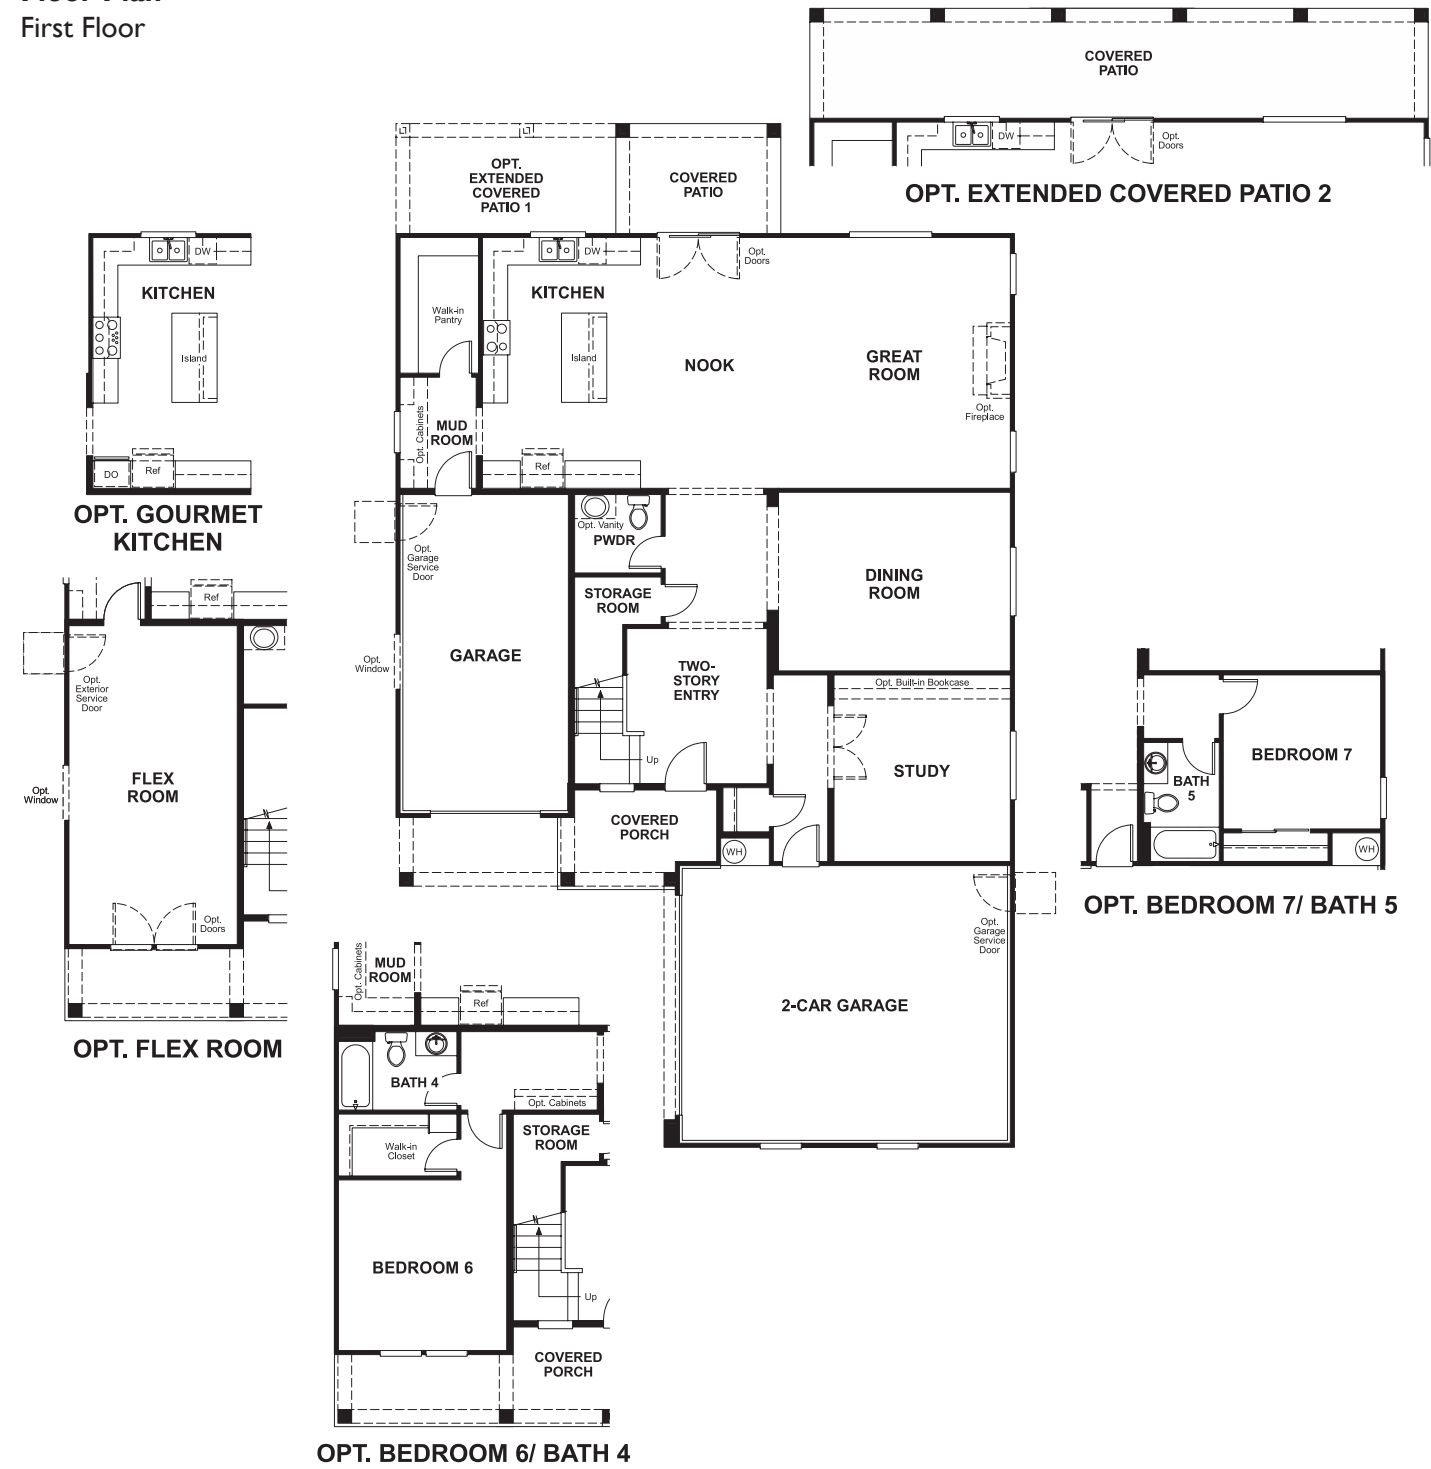 Floor Plan
First Floor
COVERED
PATIO
DW
Opt.
Doors
OPT. EXTENDED COVERED PATIO 2
OPT.
EXTENDED
COVERED
PATIO 1
COVERED
PATIO
DW
KITCHEN
Island
DO
Ref
OPT. GOURMET
KITCHEN
DW
Opt.
Doors
KITCHEN
Walk-in
Pantry
Island
NOOK
GREAT
ROOM
Opt.
Fireplace
Opt. Cabinets
MUD
ROOM
Ref
Opt. Vanity
PWDR
Opt.
Garage
Service
Door
STORAGE
ROOM
DINING
ROOM
GARAGE
Opt.
Window
TWO-
STORY
ENTRY
Up
Opt. Built-in Bookcase
STUDY
COVERED
PORCH
WH
Opt.
Garage
Service
Door
2-CAR GARAGE
Ref
Opt.
Exterior
Service
Door
FLEX
ROOM
Opt.
Window
Opt.
Doors
OPT. FLEX ROOM
BEDROOM 7
BATH
5
WH
OPT. BEDROOM 7/ BATH 5
Opt. Cabinets
MUD
ROOM
Ref
BATH 4
Opt. Cabinets
Walk-in
Closet
STORAGE
ROOM
BEDROOM 6
Up
COVERED
PORCH
OPT. BEDROOM 6/ BATH 4